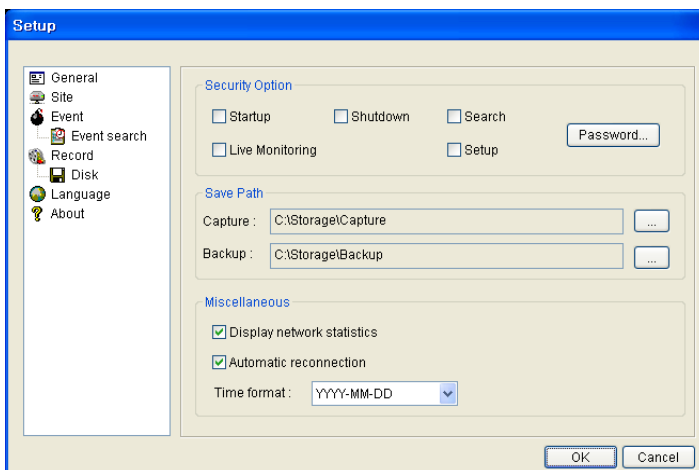 Setup
General
Site
Event
Event search
Record
Disk
Language
About
Security Option
Startup Shutdown Search
Live Monitoring Setup
Password...
Save Path
Capture : C:\Storage\Capture ...
Backup : C:\Storage\Backup ...
Miscellaneous
Display network statistics
Automatic reconnection
Time format : YYYY-MM-DD
OK Cancel